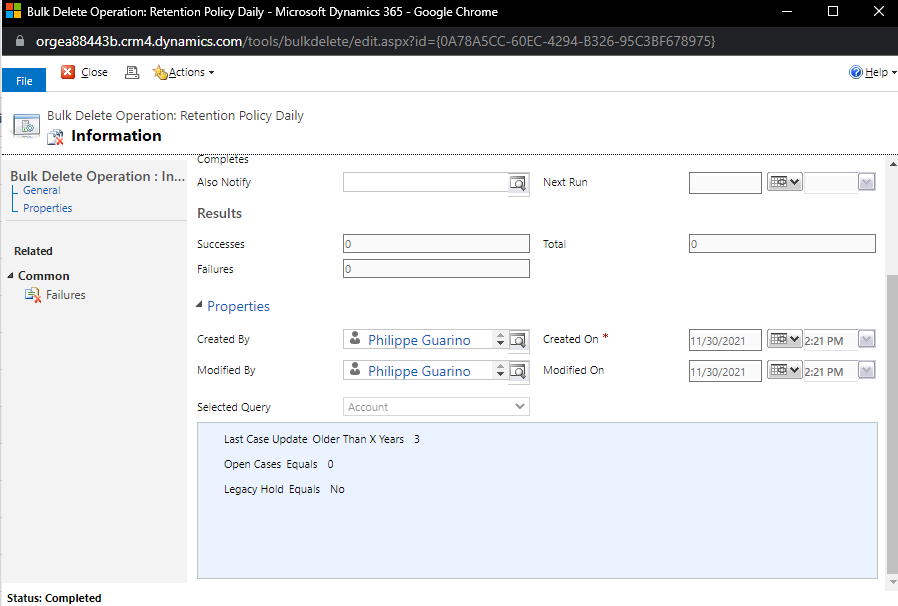 Bulk Delete Operation: Retention Policy Daily - Microsoft Dynamics 365 - Google Chrome
orgea88443b.crm4.dynamics.com/tools/bulkdelete/edit.aspx?id={0A78A5CC-60EC-4294-B326-95C3BF678975}
File Close Actions Help
Bulk Delete Operation: Retention Policy Daily
Information
Bulk Delete Operation : In...
General
Properties
Related
Common
Failures
Completes
Also Notify Next Run
Results
Successes 0 Total 0
Failures 0
Properties
Created By Philippe Guarino Created On * 11/30/2021 2:21 PM
Modified By Philippe Guarino Modified On 11/30/2021 2:21 PM
Selected Query Account
Last Case Update Older Than X Years 3
Open Cases Equals 0
Legacy Hold Equals No
Status: Completed